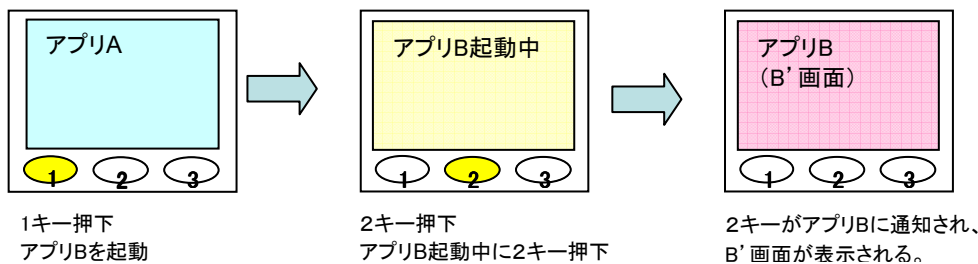 アプリA
1 2 3
1キー押下
アプリBを起動
アプリB起動中
1 2 3
2キー押下
アプリB起動中に2キー押下
アプリB
(B’画面)
1 2 3
2キーがアプリBに通知され、
B’画面が表示される。